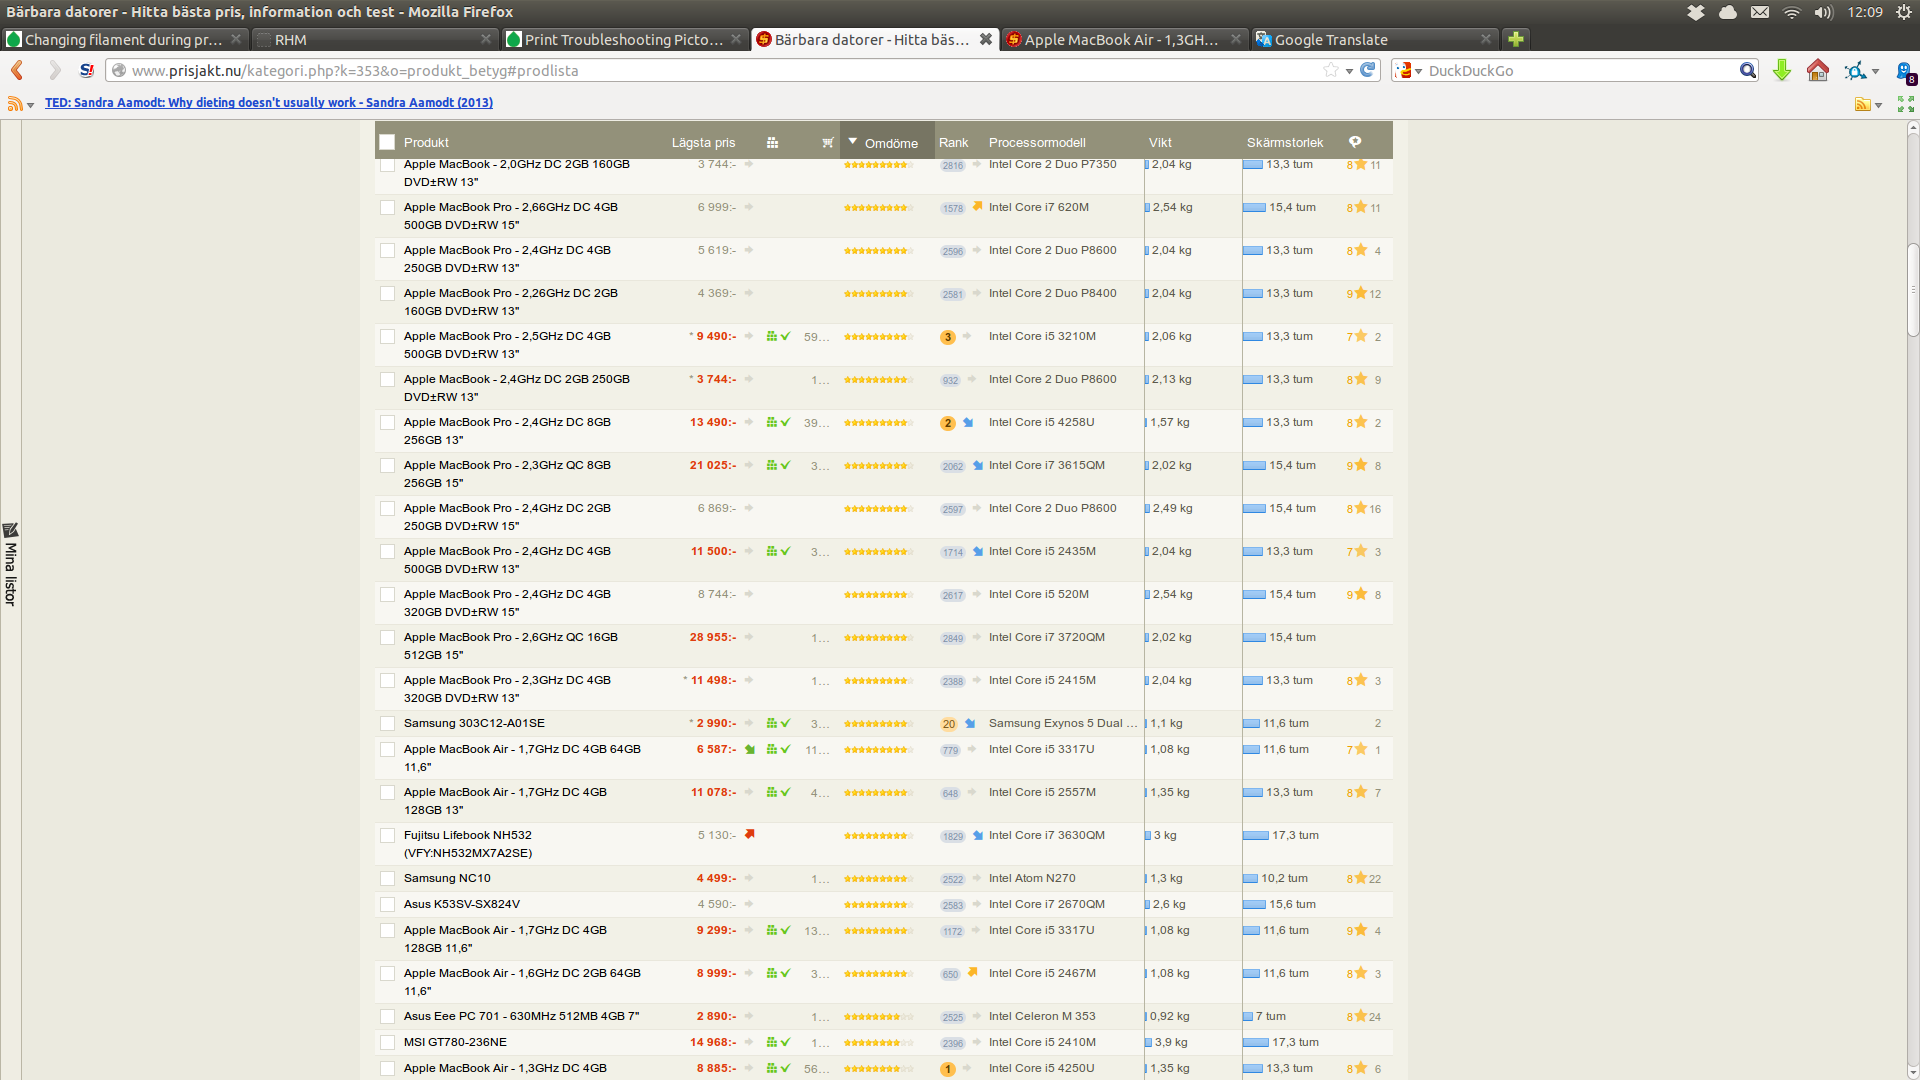 Bärbara datorer - Hitta bästa pris, information och test - Mozilla Firefox
12:09
Changing filament during pr...
RHM
Print Troubleshooting Picto...
Bärbara datorer - Hitta bäs...
Apple MacBook Air - 1,3GH...
Google Translate
www.prisjakt.nu/kategori.php?k=353&o=produkt_betyg#prodlista
DuckDuckGo
8
TED: Sandra Aamodt: Why dieting doesn't usually work - Sandra Aamodt (2013)
Mina listor
Produkt Lägsta pris Omdöme Rank Processormodell Vikt Skärmstorlek
Apple MacBook - 2,0GHz DC 2GB 160GB 3 744:- 2816 Intel Core 2 Duo P7350 2,04 kg 13,3 tum 8 11
DVD±RW 13"
Apple MacBook Pro - 2,66GHz DC 4GB 6 999:- 1578 Intel Core i7 620M 2,54 kg 15,4 tum 8 11
500GB DVD±RW 15"
Apple MacBook Pro - 2,4GHz DC 4GB 5 619:- 2596 Intel Core 2 Duo P8600 2,04 kg 13,3 tum 8 4
250GB DVD±RW 13"
Apple MacBook Pro - 2,26GHz DC 2GB 4 369:- 2581 Intel Core 2 Duo P8400 2,04 kg 13,3 tum 9 12
160GB DVD±RW 13"
Apple MacBook Pro - 2,5GHz DC 4GB * 9 490:- 59... 3 Intel Core i5 3210M 2,06 kg 13,3 tum 7 2
500GB DVD±RW 13"
Apple MacBook - 2,4GHz DC 2GB 250GB * 3 744:- 1... 932 Intel Core 2 Duo P8600 2,13 kg 13,3 tum 8 9
DVD±RW 13"
Apple MacBook Pro - 2,4GHz DC 8GB 13 490:- 39... 2 Intel Core i5 4258U 1,57 kg 13,3 tum 8 2
256GB 13"
Apple MacBook Pro - 2,3GHz QC 8GB 21 025:- 3... 2062 Intel Core i7 3615QM 2,02 kg 15,4 tum 9 8
256GB 15"
Apple MacBook Pro - 2,4GHz DC 2GB 6 869:- 2597 Intel Core 2 Duo P8600 2,49 kg 15,4 tum 8 16
250GB DVD±RW 15"
Apple MacBook Pro - 2,4GHz DC 4GB 11 500:- 3... 1714 Intel Core i5 2435M 2,04 kg 13,3 tum 7 3
500GB DVD±RW 13"
Apple MacBook Pro - 2,4GHz DC 4GB 8 744:- 2617 Intel Core i5 520M 2,54 kg 15,4 tum 9 8
320GB DVD±RW 15"
Apple MacBook Pro - 2,6GHz QC 16GB 28 955:- 1... 2849 Intel Core i7 3720QM 2,02 kg 15,4 tum
512GB 15"
Apple MacBook Pro - 2,3GHz DC 4GB * 11 498:- 1... 2388 Intel Core i5 2415M 2,04 kg 13,3 tum 8 3
320GB DVD±RW 13"
Samsung 303C12-A01SE * 2 990:- 3... 20 Samsung Exynos 5 Dual ... 1,1 kg 11,6 tum 2
Apple MacBook Air - 1,7GHz DC 4GB 64GB 6 587:- 11... 779 Intel Core i5 3317U 1,08 kg 11,6 tum 7 1
11,6"
Apple MacBook Air - 1,7GHz DC 4GB 11 078:- 4... 648 Intel Core i5 2557M 1,35 kg 13,3 tum 8 7
128GB 13"
Fujitsu Lifebook NH532 5 130:- 1829 Intel Core i7 3630QM 3 kg 17,3 tum
(VFY:NH532MX7A2SE)
Samsung NC10 4 499:- 1... 2522 Intel Atom N270 1,3 kg 10,2 tum 8 22
Asus K53SV-SX824V 4 590:- 2583 Intel Core i7 2670QM 2,6 kg 15,6 tum
Apple MacBook Air - 1,7GHz DC 4GB 9 299:- 13... 1172 Intel Core i5 3317U 1,08 kg 11,6 tum 9 4
128GB 11,6"
Apple MacBook Air - 1,6GHz DC 2GB 64GB 8 999:- 3... 650 Intel Core i5 2467M 1,08 kg 11,6 tum 8 3
11,6"
Asus Eee PC 701 - 630MHz 512MB 4GB 7" 2 890:- 1... 2525 Intel Celeron M 353 0,92 kg 7 tum 8 24
MSI GT780-236NE 14 968:- 1... 2396 Intel Core i5 2410M 3,9 kg 17,3 tum
Apple MacBook Air - 1,3GHz DC 4GB 8 885:- 56... 1 Intel Core i5 4250U 1,35 kg 13,3 tum 8 6